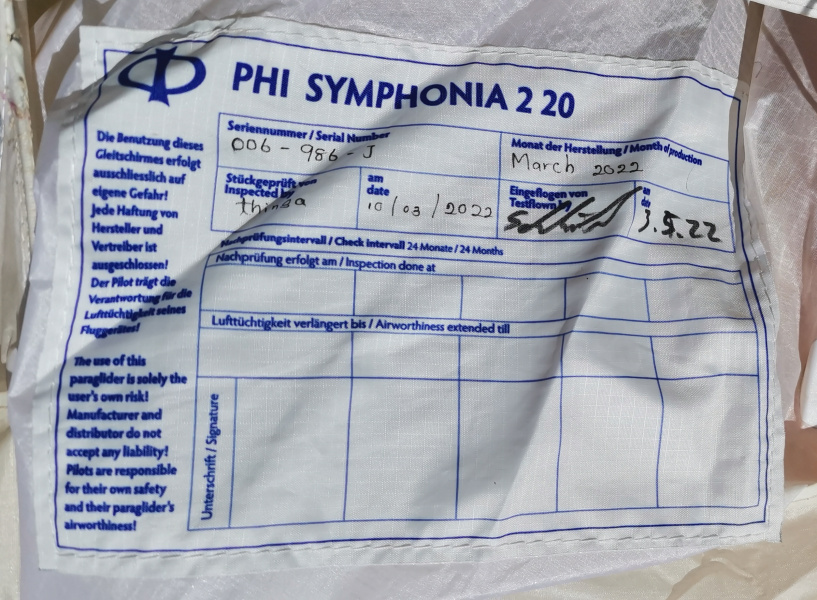 PHI SYMPHONIA 2 20
Die Benutzung dieses
Gleitschirmes erfolgt
ausschliesslich auf
eigene Gefahr!
Jede Haftung von
Hersteller und
Vertreiber ist
ausgeschlossen!
Der Pilot trägt die
Verantwortung für die
Lufttüchtigkeit seines
Fluggerätes!
The use of this
paraglider is solely the
user's own risk!
Manufacturer and
distributor do not
accept any liability!
Pilots are responsible
for their own safety
and their paraglider's
airworthiness!
Seriennummer / Serial Number
006 - 986 - J
Monat der Herstellung / Month of production
March 2022
Stückgeprüft von
Inspected by
am
date
10 / 03 / 2022
Eingeflogen von
Testflown by
3.5.22
Nachprüfungsintervall / Check interval 24 Monate / 24 Months
Nachprüfung erfolgt am / Inspection done at
Lufttüchtigkeit verlängert bis / Airworthiness extended till
Unterschrift / Signature